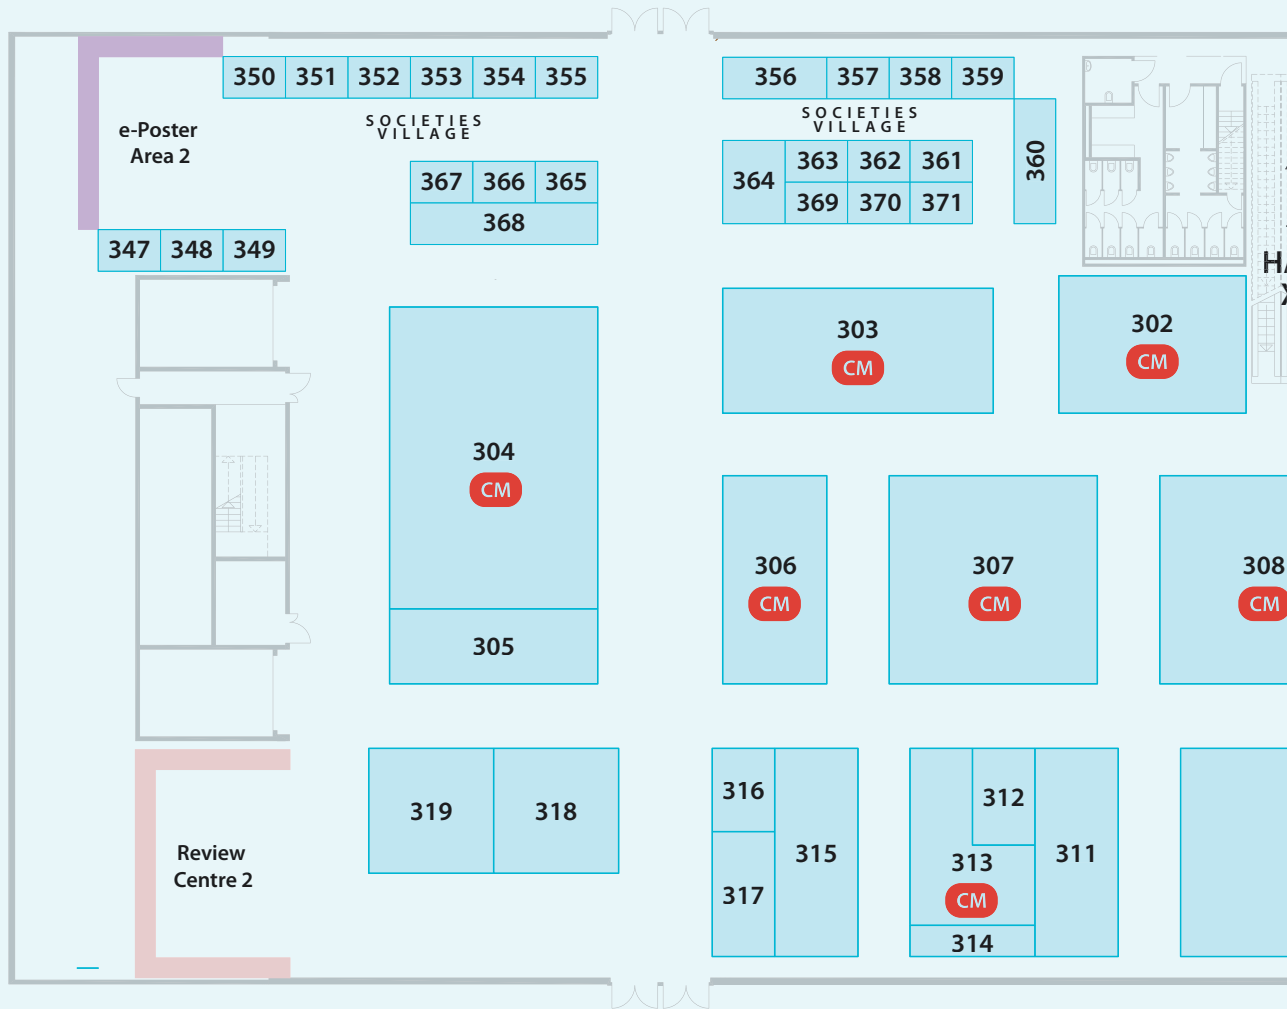 350 351 352 353 354 355
356 357 358 359
SOCIETIES
VILLAGE
SOCIETIES
VILLAGE
e-Poster
Area 2
360
367 366 365
368
364
363 362 361
369 370 371
347 348 349
303
CM
302
CM
304
CM
305
306
CM
307
CM
308
CM
319 318
316
317
315
312
313
CM
314
311
Review
Centre 2